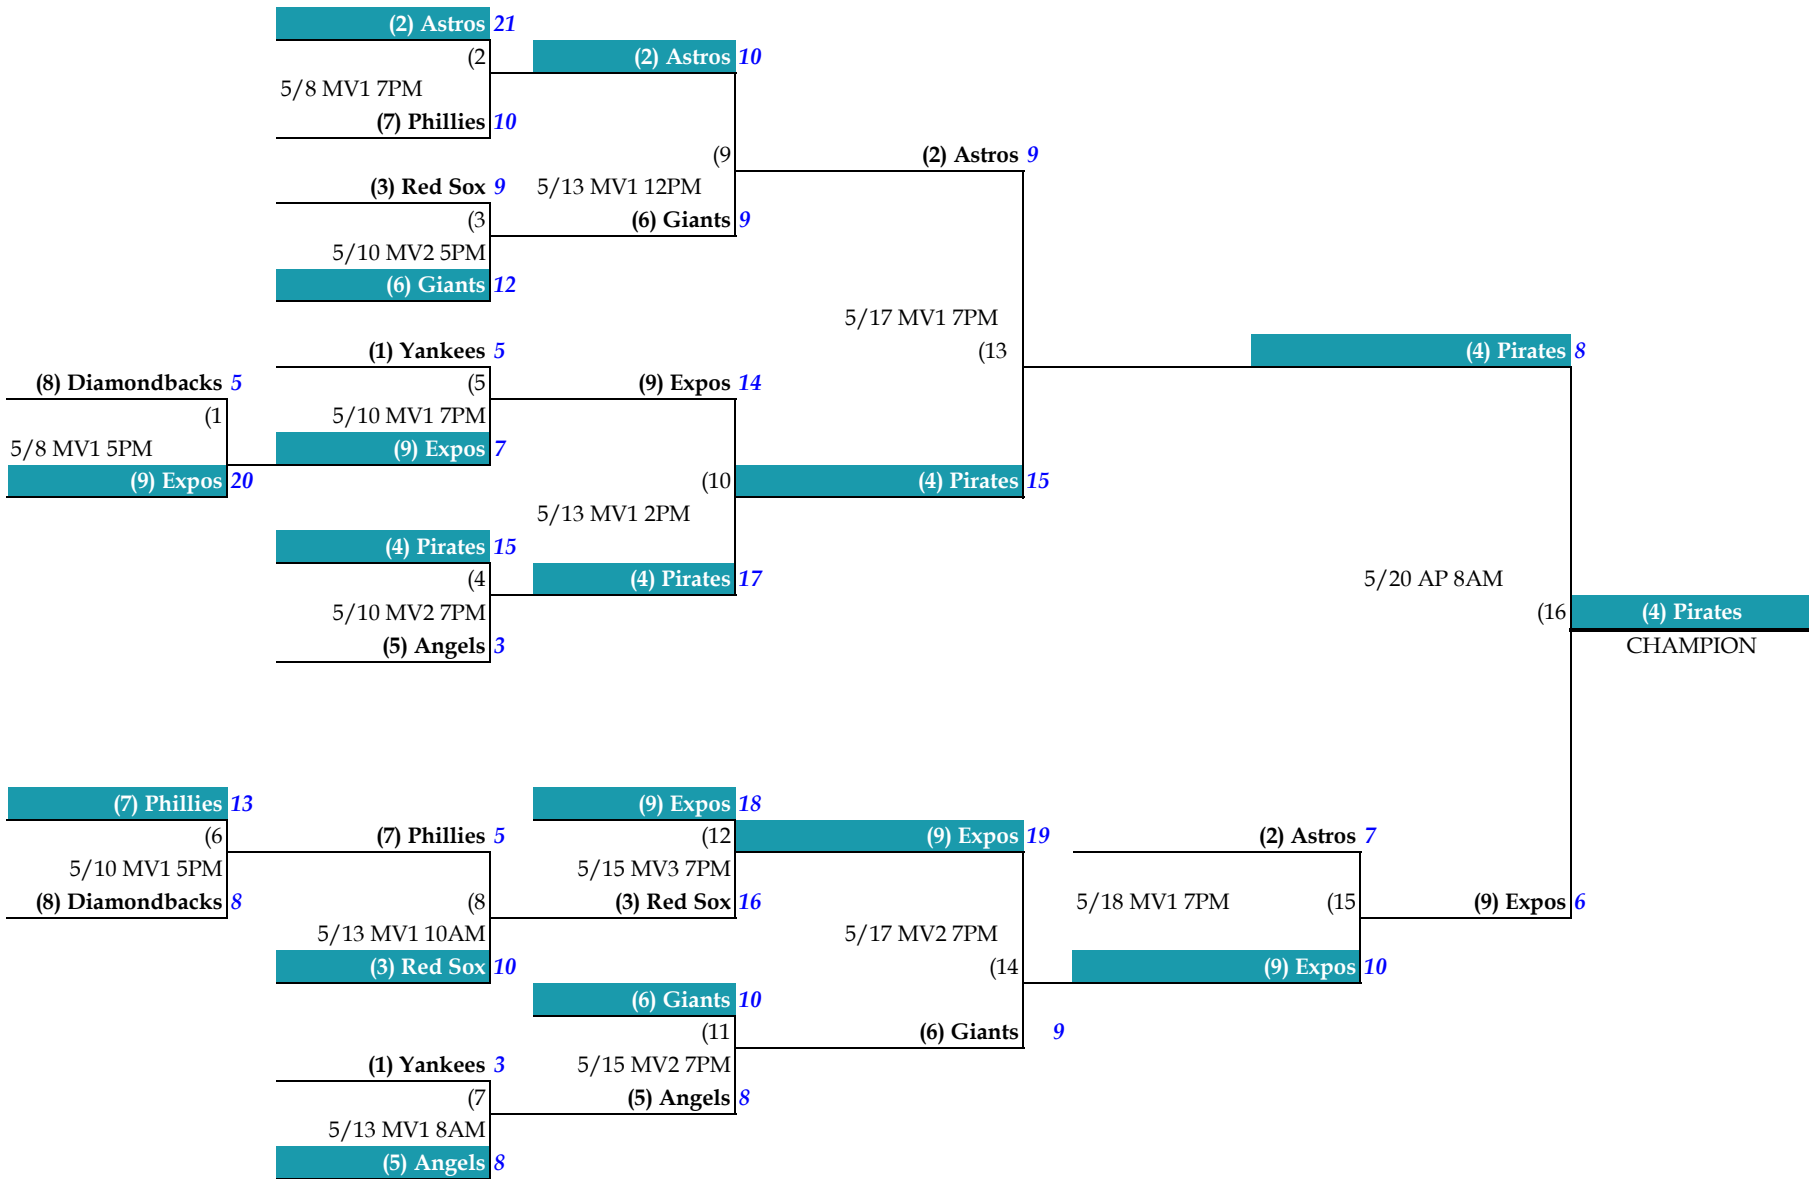 (2) Astros 21
(2
5/8 MV1 7PM
(7) Phillies 10
(3) Red Sox 9
(3
5/10 MV2 5PM
(6) Giants 12
(2) Astros 10
(9
5/13 MV1 12PM
(6) Giants 9
(8) Diamondbacks 5
(1
5/8 MV1 5PM
(9) Expos 20
(1) Yankees 5
(5
5/10 MV1 7PM
(9) Expos 7
(4) Pirates 15
(4
5/10 MV2 7PM
(5) Angels 3
(9) Expos 14
(10
5/13 MV1 2PM
(4) Pirates 17
(2) Astros 9
5/17 MV1 7PM
(13
(4) Pirates 15
(4) Pirates 8
5/20 AP 8AM
(16
(4) Pirates
CHAMPION
(7) Phillies 13
(6
5/10 MV1 5PM
(8) Diamondbacks 8
(7) Phillies 5
(8
5/13 MV1 10AM
(3) Red Sox 10
(1) Yankees 3
(7
5/13 MV1 8AM
(5) Angels 8
(9) Expos 18
(12
5/15 MV3 7PM
(3) Red Sox 16
(6) Giants 10
(11
5/15 MV2 7PM
(5) Angels 8
(9) Expos 19
5/17 MV2 7PM
(14
(6) Giants 9
(2) Astros 7
5/18 MV1 7PM (15
(9) Expos 10
(9) Expos 6